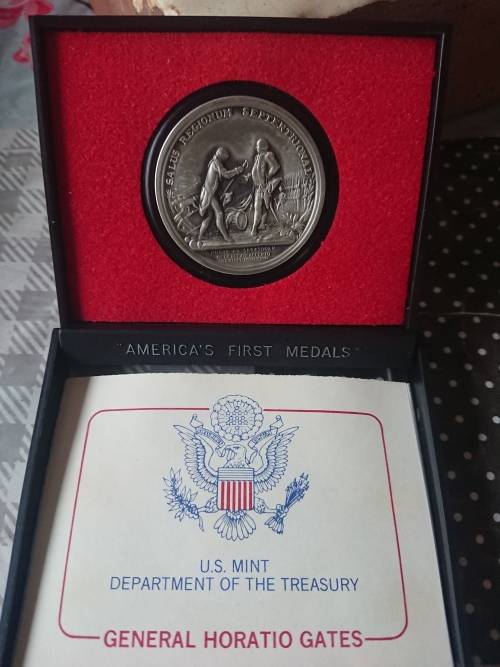 SALUS REGIONUM SEPTENTRIONAL
"AMERICA'S FIRST MEDALS"
U.S. MINT
DEPARTMENT OF THE TREASURY
GENERAL HORATIO GATES